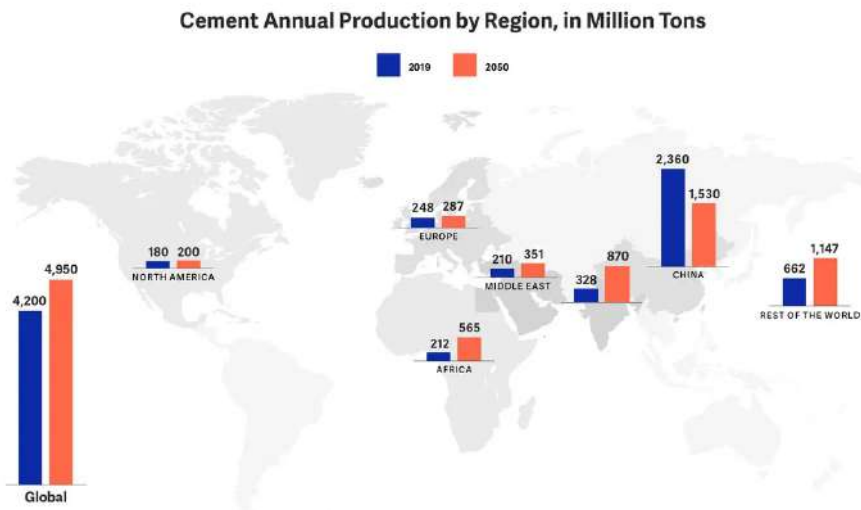 Cement Annual Production by Region, in Million Tons
2019 2050
2,360
1,530
248 287
EUROPE
180 200
NORTH AMERICA
210 351
MIDDLE EAST
328 870
CHINA
662 1,147
REST OF THE WORLD
4,200 4,950
Global
212 565
AFRICA